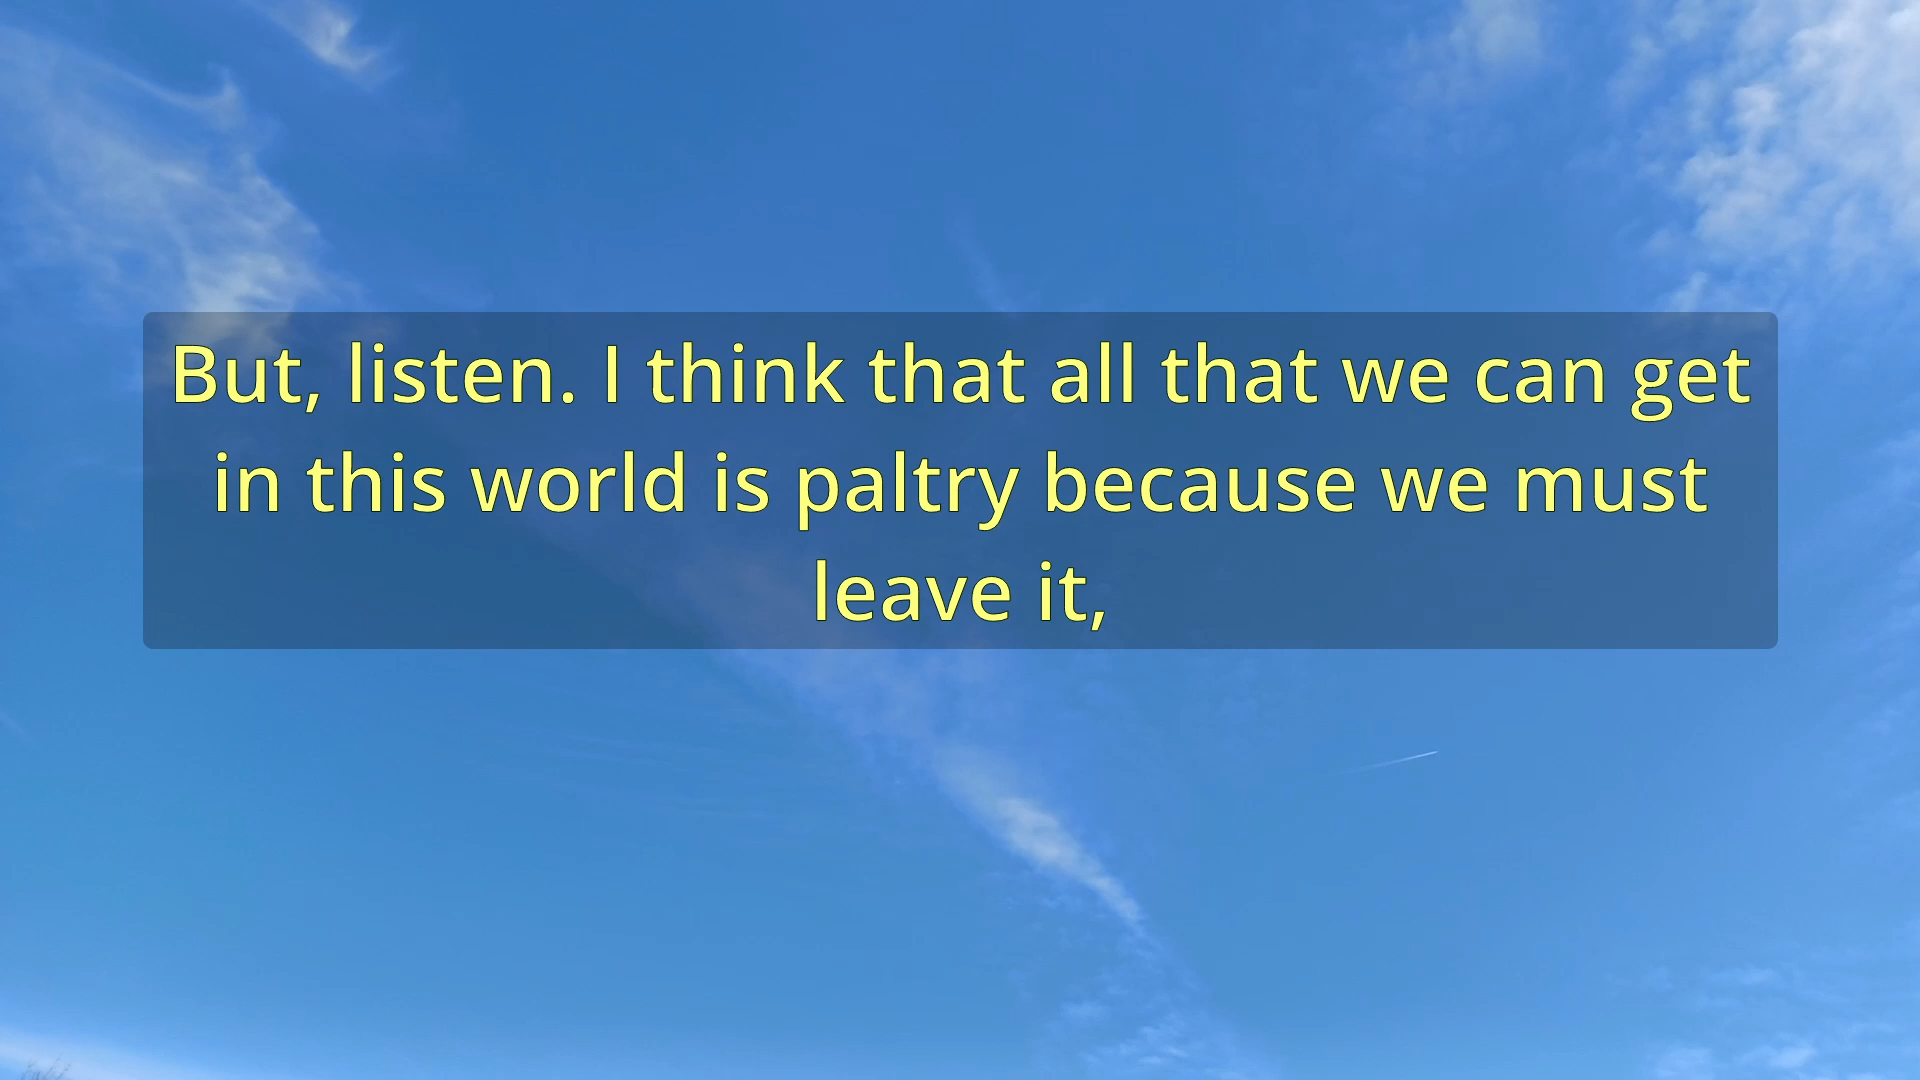 But, listen. I think that all that we can get
in this world is paltry because we must
leave it,